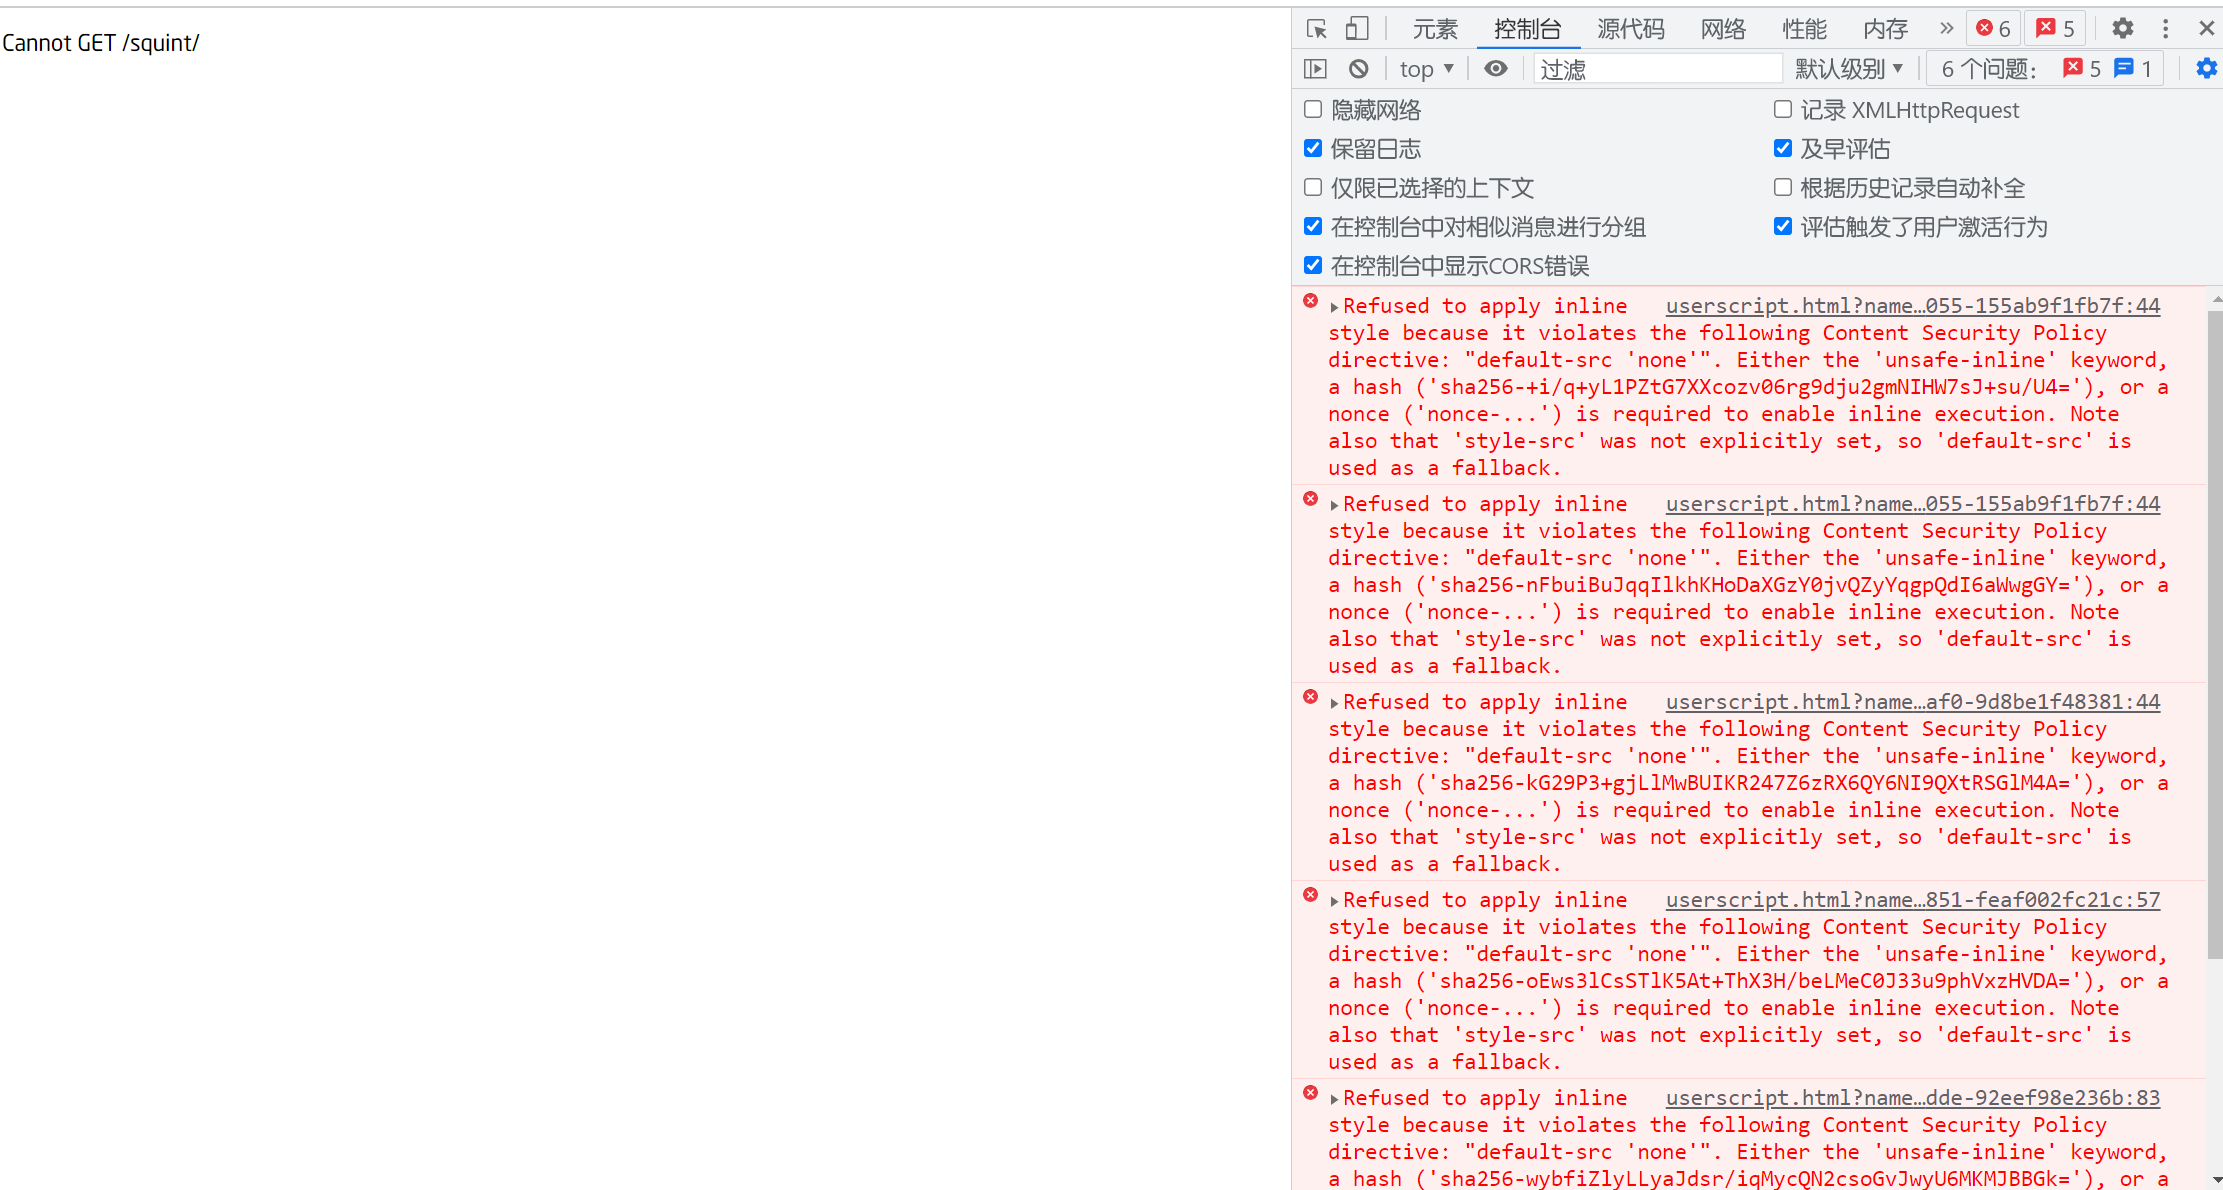 Cannot GET /squint/
元素 控制台 源代码 网络 性能 内存 » 6 5
top ▼ 过滤 默认级别 ▼ 6 个问题: 5 1
隐藏网络 记录 XMLHttpRequest
保留日志 及早评估
仅限已选择的上下文 根据历史记录自动补全
在控制台中对相似消息进行分组 评估触发了用户激活行为
在控制台中显示CORS错误
Refused to apply inline userscript.html?name…055-155ab9f1fb7f:44
style because it violates the following Content Security Policy
directive: "default-src 'none'". Either the 'unsafe-inline' keyword,
a hash ('sha256-+i/q+yL1PZtG7XXcozv06rg9dju2gmNIHW7sJ+su/U4='), or a
nonce ('nonce-...') is required to enable inline execution. Note
also that 'style-src' was not explicitly set, so 'default-src' is
used as a fallback.
Refused to apply inline userscript.html?name…055-155ab9f1fb7f:44
style because it violates the following Content Security Policy
directive: "default-src 'none'". Either the 'unsafe-inline' keyword,
a hash ('sha256-nFbuiBuJqqIlkhKHoDaXGzY0jvQZyYqgpQdI6aWwgGY='), or a
nonce ('nonce-...') is required to enable inline execution. Note
also that 'style-src' was not explicitly set, so 'default-src' is
used as a fallback.
Refused to apply inline userscript.html?name…af0-9d8be1f48381:44
style because it violates the following Content Security Policy
directive: "default-src 'none'". Either the 'unsafe-inline' keyword,
a hash ('sha256-kG29P3+gjLlMwBUIKR247Z6zRX6QY6NI9QXtRSGlM4A='), or a
nonce ('nonce-...') is required to enable inline execution. Note
also that 'style-src' was not explicitly set, so 'default-src' is
used as a fallback.
Refused to apply inline userscript.html?name…851-feaf002fc21c:57
style because it violates the following Content Security Policy
directive: "default-src 'none'". Either the 'unsafe-inline' keyword,
a hash ('sha256-oEws3lCsSTlK5At+ThX3H/beLMeC0J33u9phVxzHVDA='), or a
nonce ('nonce-...') is required to enable inline execution. Note
also that 'style-src' was not explicitly set, so 'default-src' is
used as a fallback.
Refused to apply inline userscript.html?name…dde-92eef98e236b:83
style because it violates the following Content Security Policy
directive: "default-src 'none'". Either the 'unsafe-inline' keyword,
a hash ('sha256-wybfiZlyLLyaJdsr/iqMycQN2csoGvJwyU6MKMJBBGk='), or a